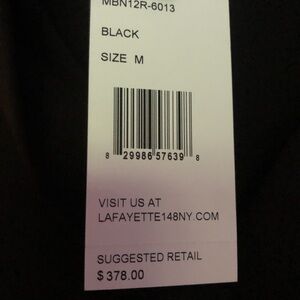 MBN12R-6013
BLACK
SIZE M
8 29986 57639 8
VISIT US AT
LAFAYETTE148NY.COM
SUGGESTED RETAIL
$ 378.00